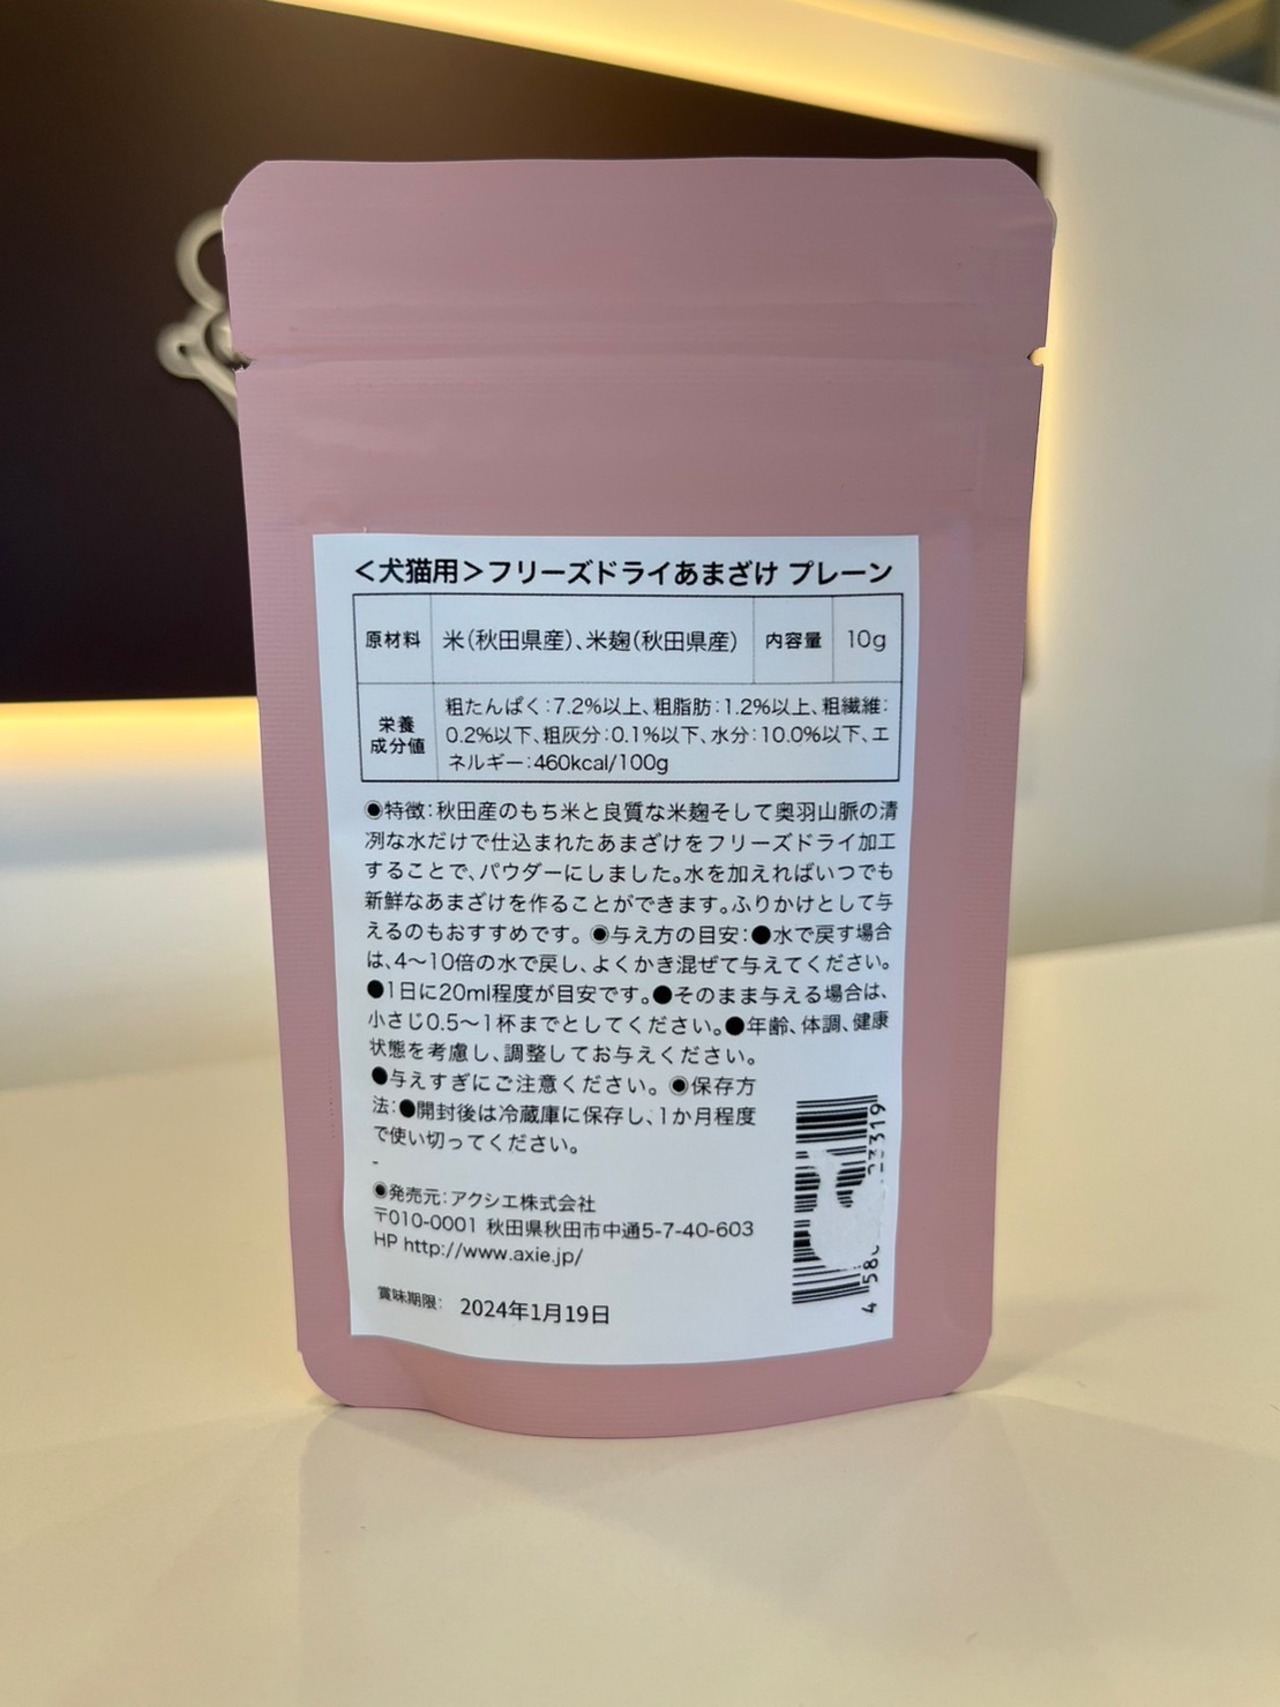 ＜犬猫用＞フリーズドライあまざけ プレーン
原材料 米(秋田県産)、米麹(秋田県産) 内容量 10g
栄養成分値
粗たんぱく:7.2%以上、粗脂肪:1.2%以上、粗繊維:
0.2%以下、粗灰分:0.1%以下、水分:10.0%以下、エ
ネルギー:460kcal/100g
◉特徴:秋田産のもち米と良質な米麹そして奥羽山脈の清
冽な水だけで仕込まれたあまざけをフリーズドライ加工
することで、パウダーにしました。水を加えればいつでも
新鮮なあまざけを作ることができます。ふりかけとして与
えるのもおすすめです。◉与え方の目安:●水で戻す場合
は、4〜10倍の水で戻し、よくかき混ぜて与えてください。
●1日に20ml程度が目安です。●そのまま与える場合は、
小さじ0.5〜1杯までとしてください。●年齢、体調、健康
状態を考慮し、調整してお与えください。
●与えすぎにご注意ください。◉保存方
法:●開封後は冷蔵庫に保存し、1か月程度
で使い切ってください。
-
◉発売元:アクシエ株式会社
〒010-0001 秋田県秋田市中通5-7-40-603
HP http://www.axie.jp/
賞味期限: 2024年1月19日